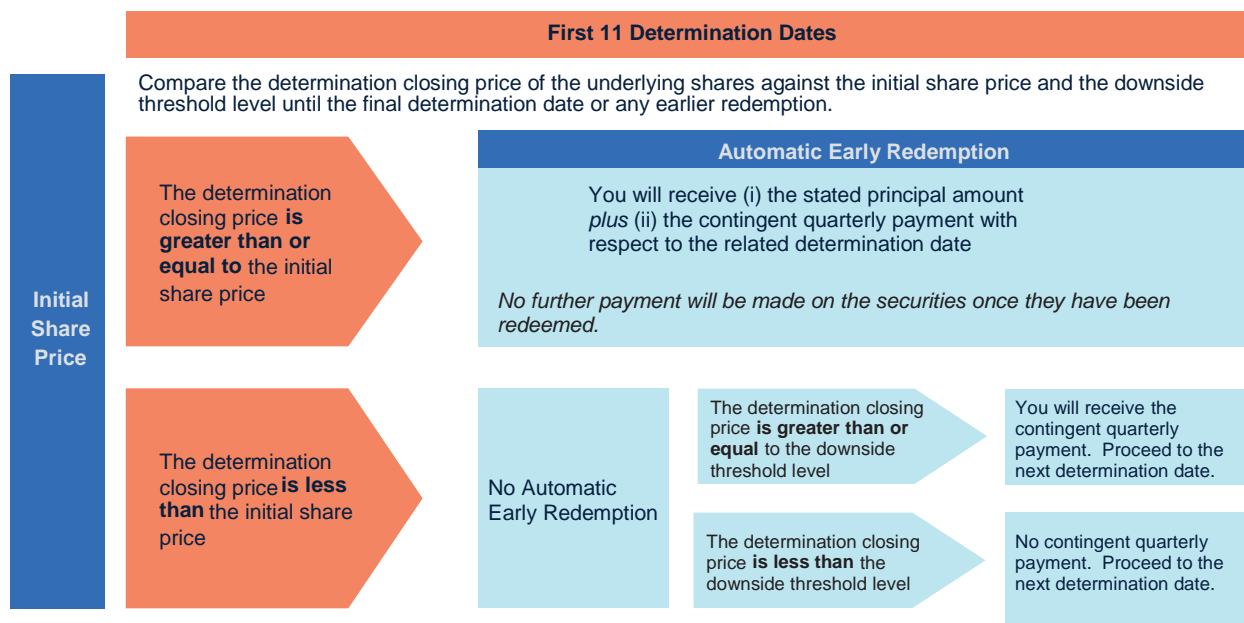 First 11 Determination Dates
Compare the determination closing price of the underlying shares against the initial share price and the downside
threshold level until the final determination date or any earlier redemption.
Initial
Share
Price
The determination
closing price is
greater than or
equal to the initial
share price
Automatic Early Redemption
You will receive (i) the stated principal amount
plus (ii) the contingent quarterly payment with
respect to the related determination date
No further payment will be made on the securities once they have been
redeemed.
The determination
closing price is less
than the initial share
price
No Automatic
Early Redemption
The determination closing
price is greater than or
equal to the downside
threshold level
You will receive the
contingent quarterly
payment.  Proceed to the
next determination date.
The determination closing
price is less than the
downside threshold level
No contingent quarterly
payment.  Proceed to the
next determination date.